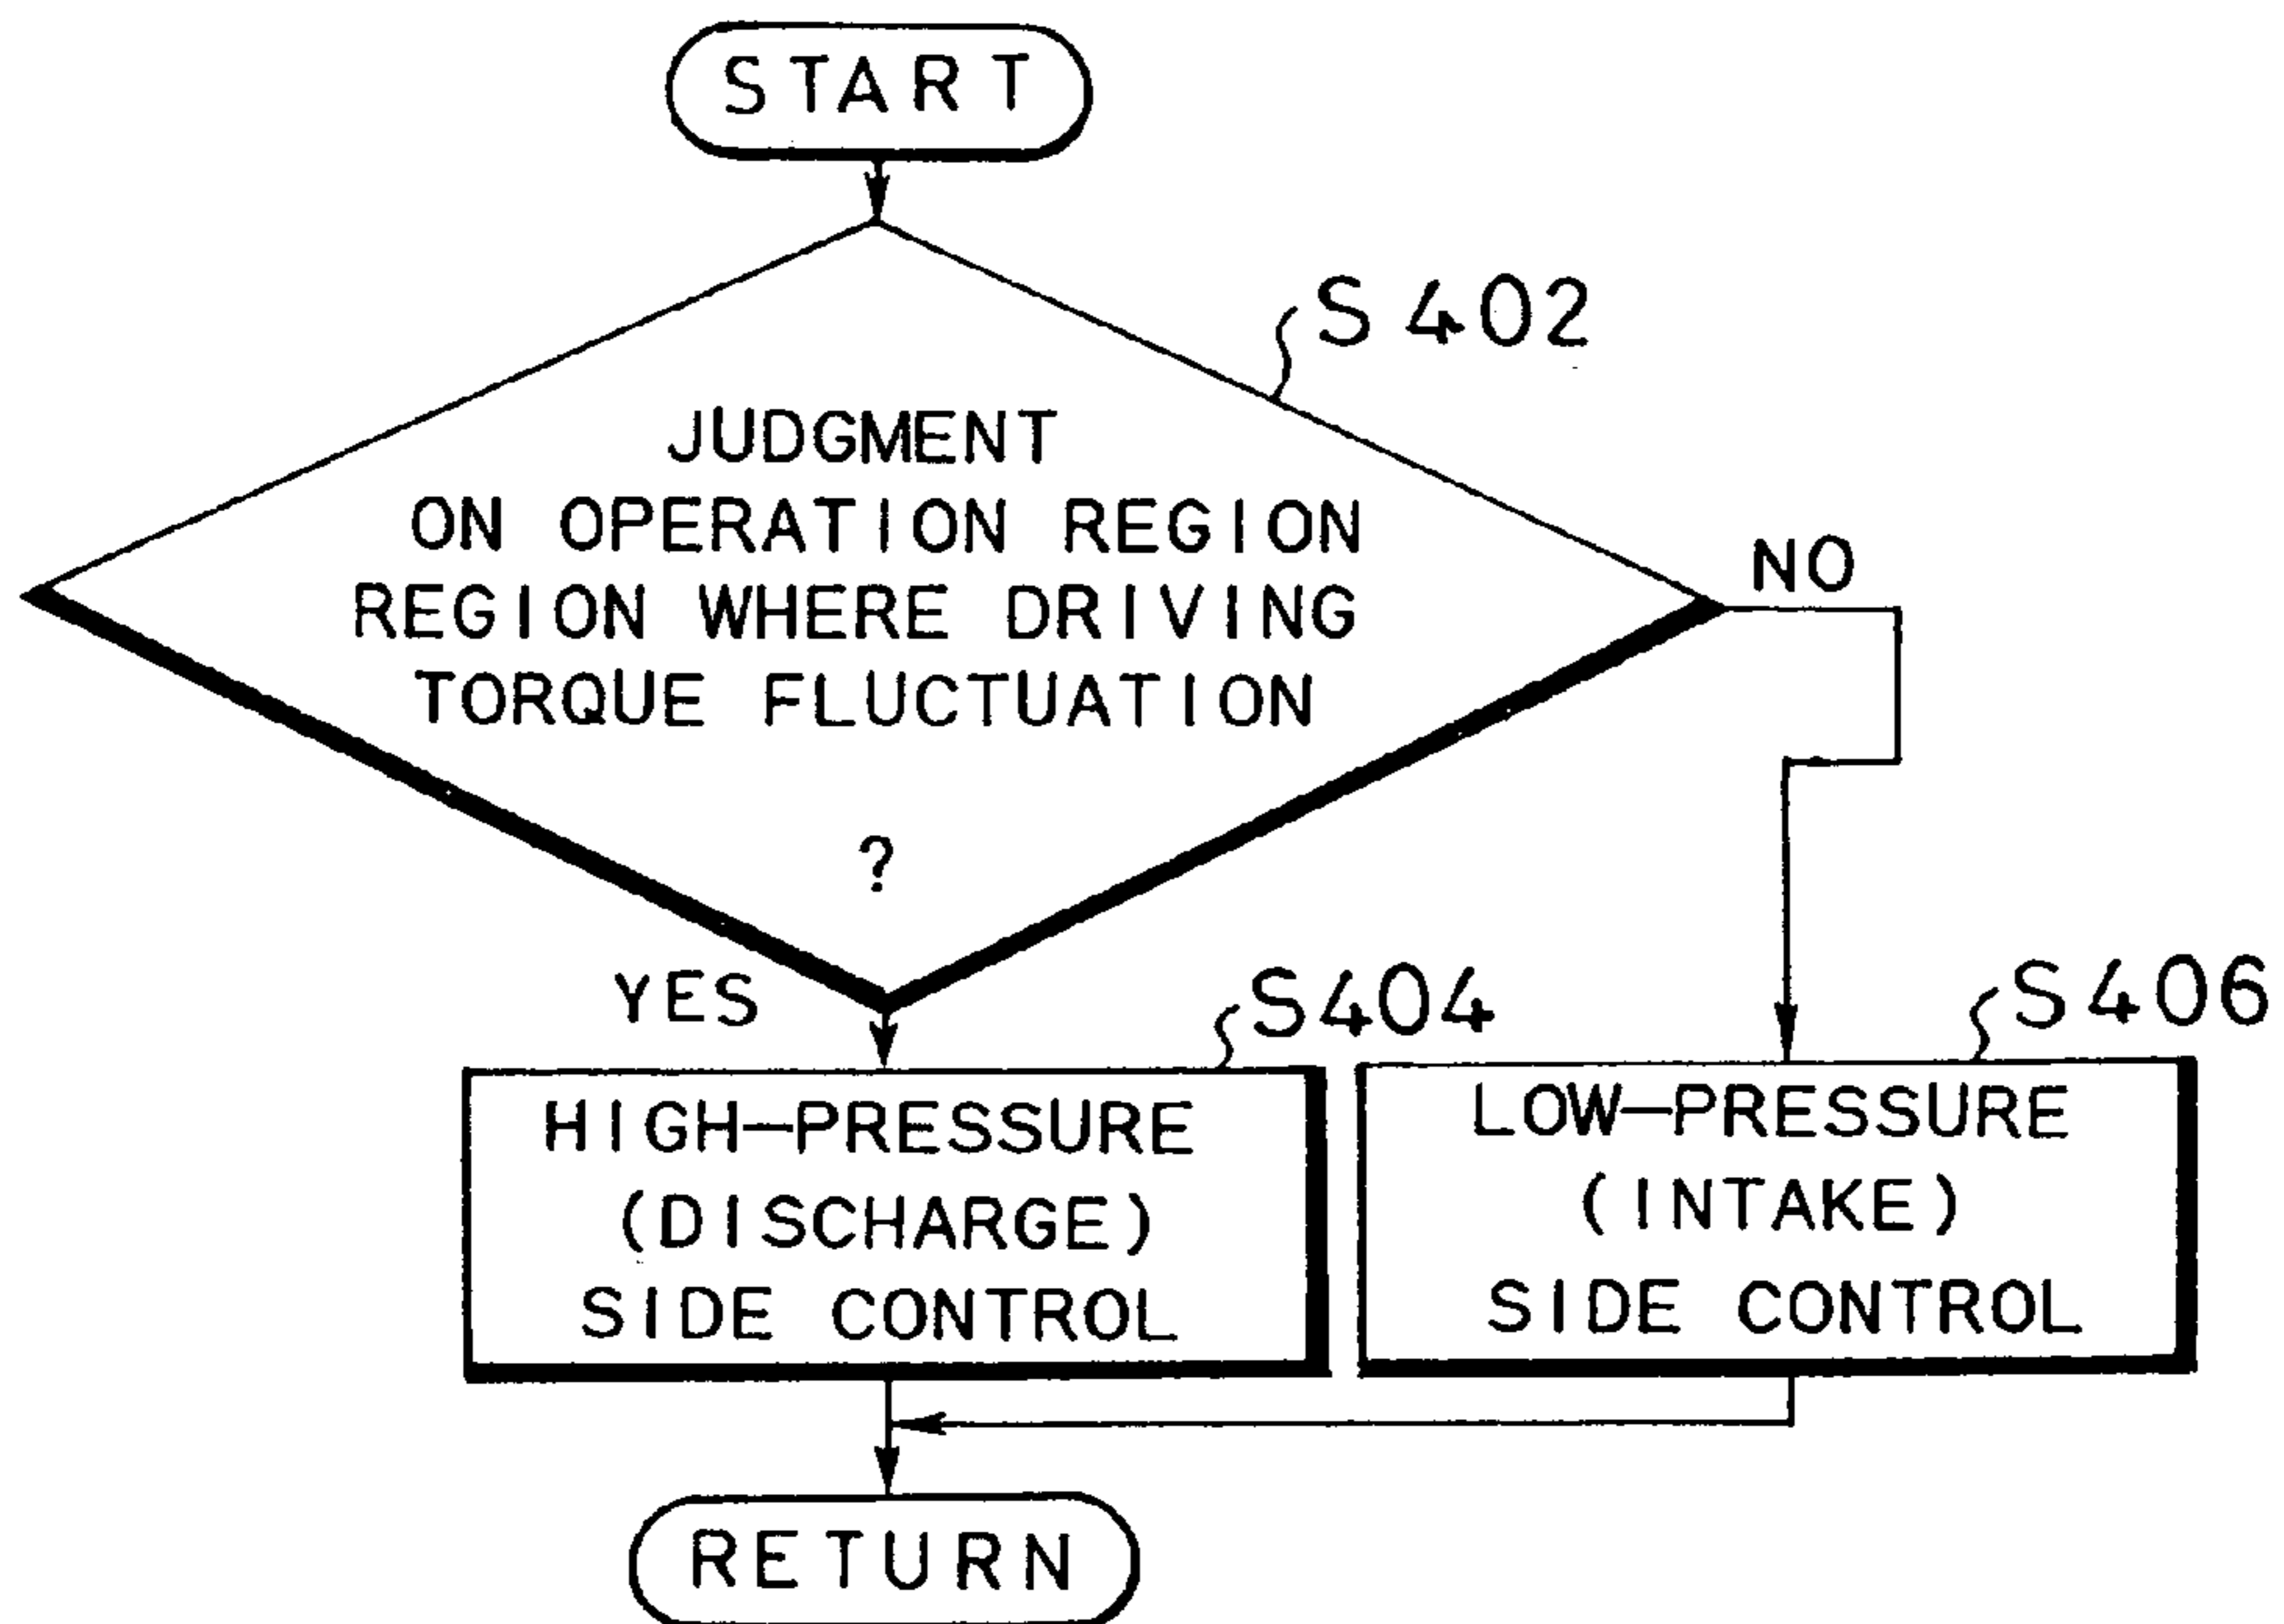 START
S402
JUDGMENT
ON OPERATION REGION
REGION WHERE DRIVING
TORQUE FLUCTUATION
?
NO
YES
S404
S406
HIGH-PRESSURE
(DISCHARGE)
SIDE CONTROL
LOW-PRESSURE
(INTAKE)
SIDE CONTROL
RETURN